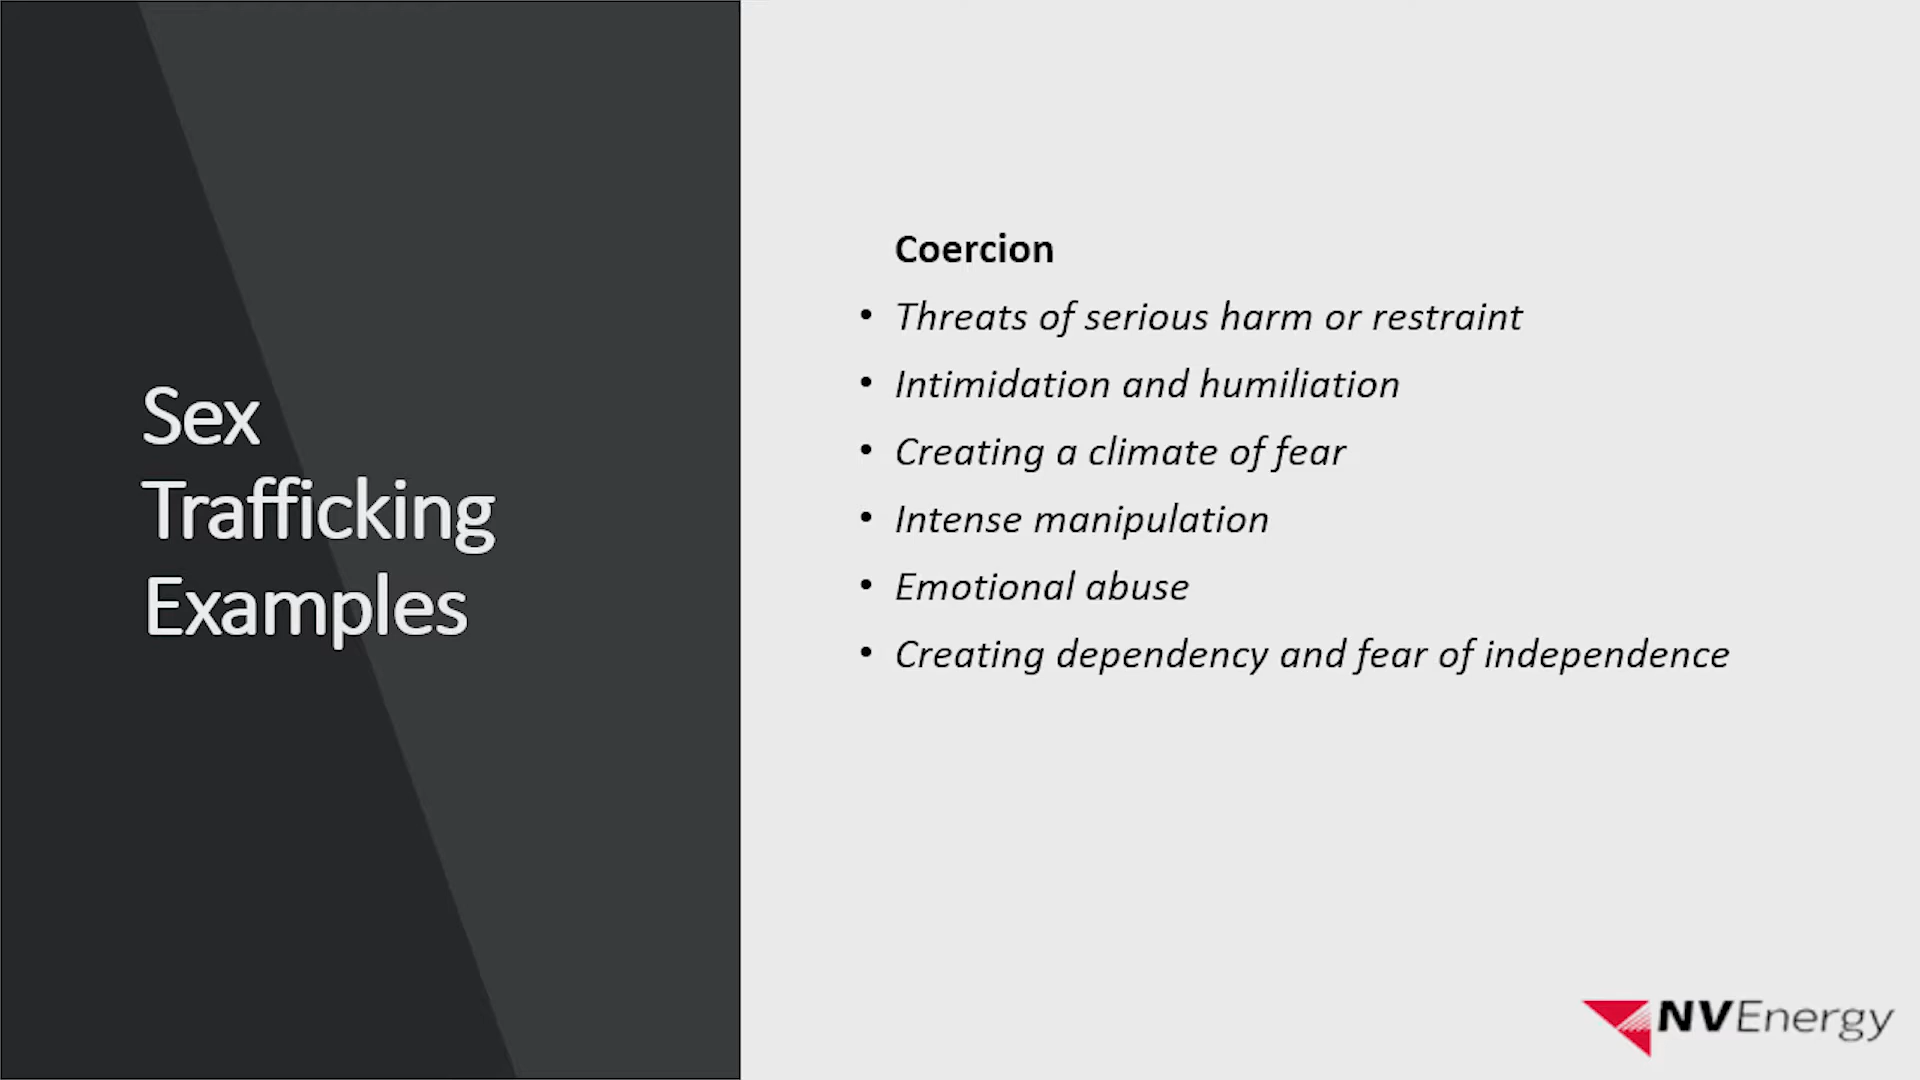 Sex
Trafficking
Examples
Coercion
• Threats of serious harm or restraint
• Intimidation and humiliation
• Creating a climate of fear
• Intense manipulation
• Emotional abuse
• Creating dependency and fear of independence
NVEnergy